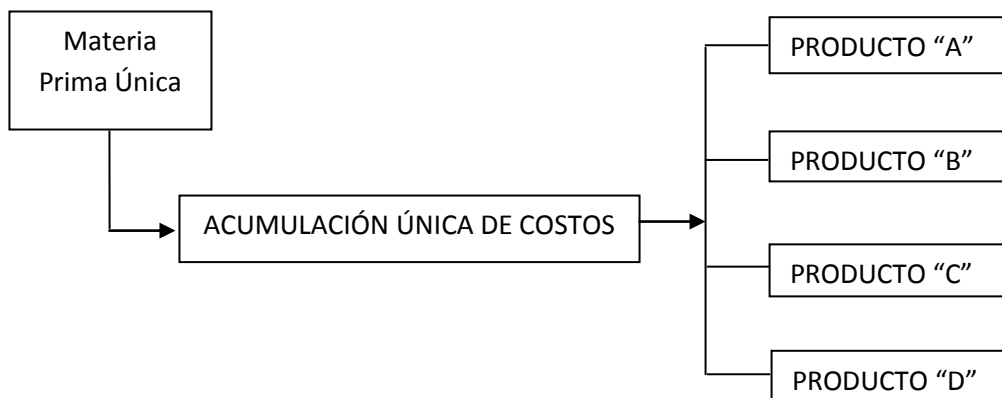 Materia
Prima Única
ACUMULACIÓN ÚNICA DE COSTOS
PRODUCTO “A”
PRODUCTO “B”
PRODUCTO “C”
PRODUCTO “D”